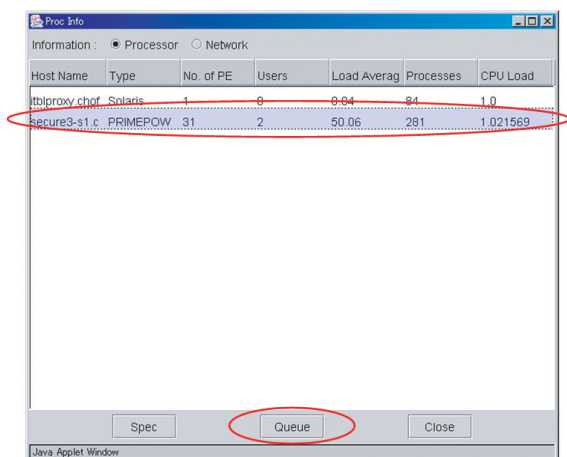 Proc Info
Information : Processor Network
Host Name Type No. of PE Users Load Averag Processes CPU Load
itblproxy.chof Solaris 1 0 0.04 84 1.0
secure3-s1.c PRIMEPOW 31 2 50.06 281 1.021569
Spec Queue Close
Java Applet Window